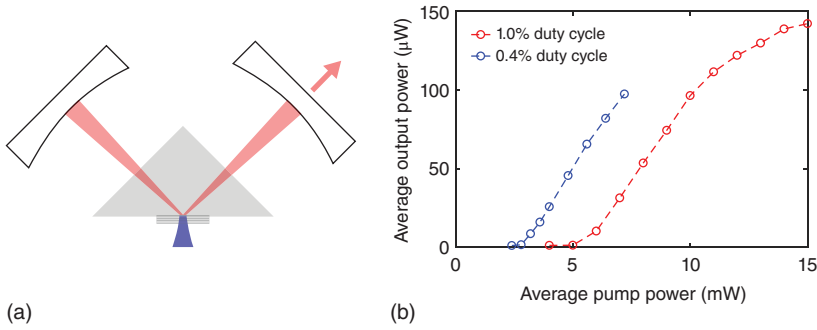 (a)
(b)
Average output power (μW)
150
100
50
0
1.0% duty cycle
0.4% duty cycle
0 5 10 15
Average pump power (mW)